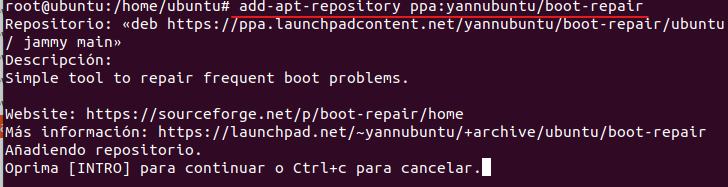 root@ubuntu:/home/ubuntu# add-apt-repository ppa:yannubuntu/boot-repair
Repositorio: «deb https://ppa.launchpadcontent.net/yannubuntu/boot-repair/ubuntu
/ jammy main»
Descripción:
Simple tool to repair frequent boot problems.
Website: https://sourceforge.net/p/boot-repair/home
Más información: https://launchpad.net/~yannubuntu/+archive/ubuntu/boot-repair
Añadiendo repositorio.
Oprima [INTRO] para continuar o Ctrl+c para cancelar.